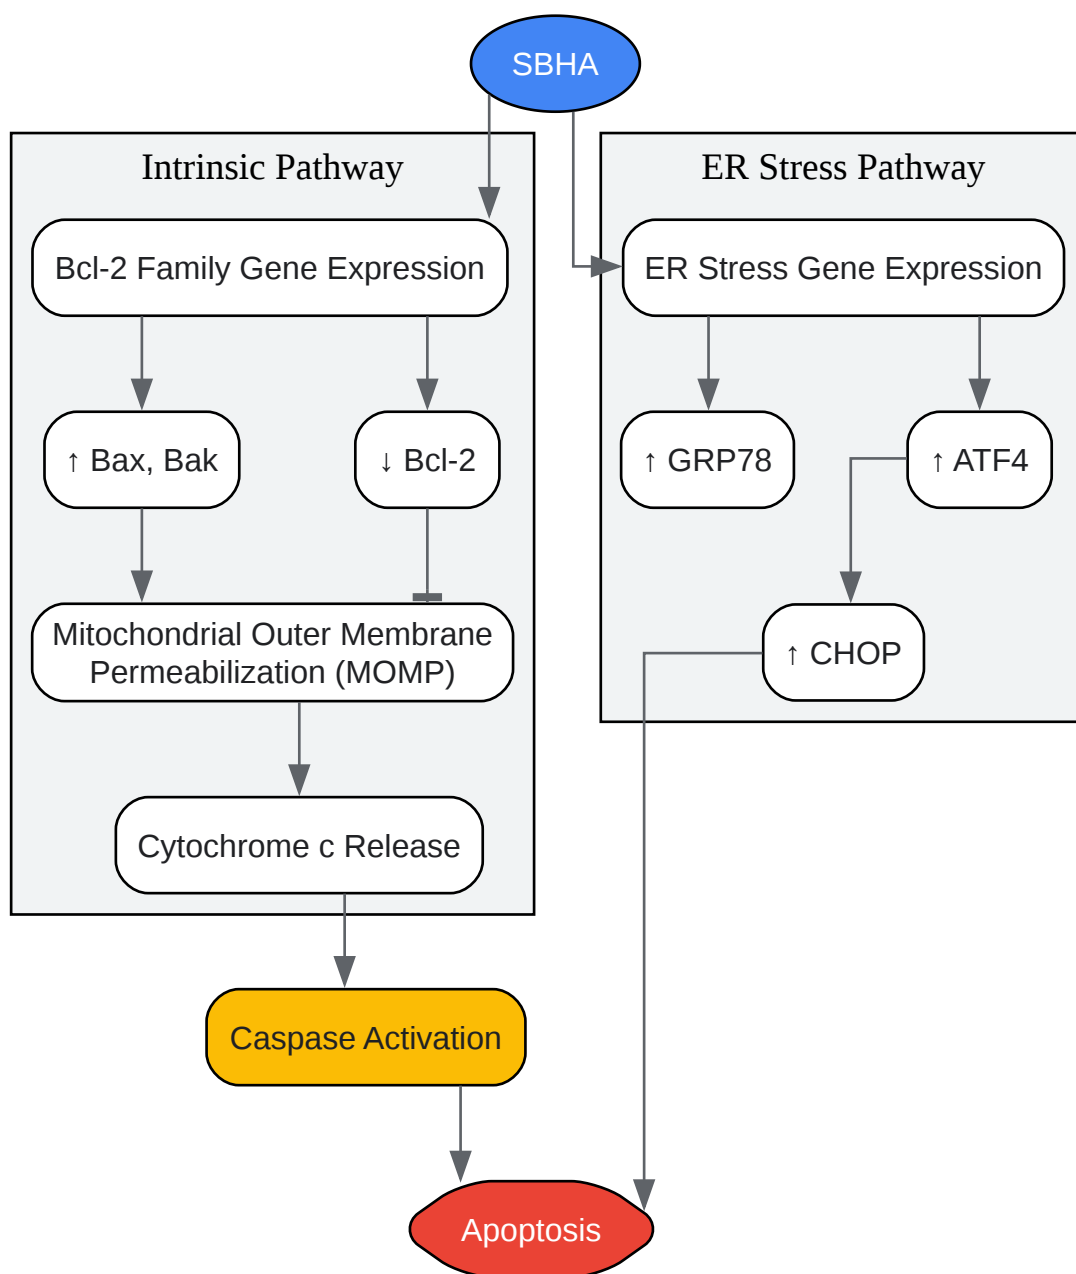 SBHA
Intrinsic Pathway
Bcl-2 Family Gene Expression
↑ Bax, Bak
↓ Bcl-2
Mitochondrial Outer Membrane
Permeabilization (MOMP)
Cytochrome c Release
ER Stress Pathway
ER Stress Gene Expression
↑ GRP78
↑ ATF4
↑ CHOP
Caspase Activation
Apoptosis